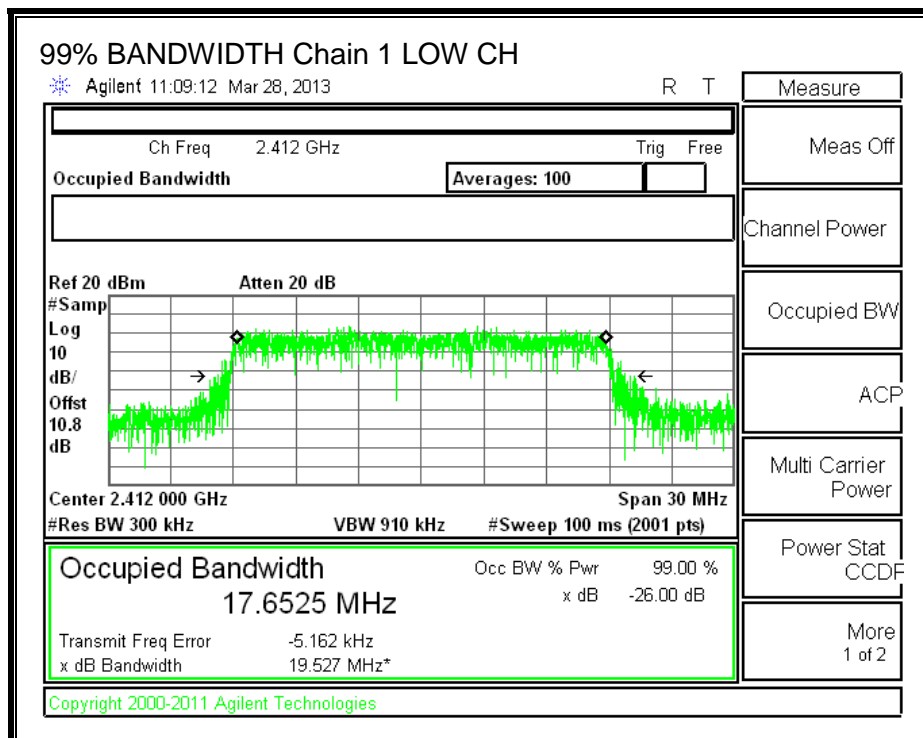 99% BANDWIDTH Chain 1 LOW CH
Agilent 11:09:12 Mar 28, 2013 R T
Measure
Ch Freq 2.412 GHz Trig Free
Occupied Bandwidth Averages: 100
Ref 20 dBm Atten 20 dB
#Samp
Log
10
dB/
Offst
10.8
dB
Center 2.412 000 GHz Span 30 MHz
#Res BW 300 kHz VBW 910 kHz #Sweep 100 ms (2001 pts)
Occupied Bandwidth Occ BW % Pwr 99.00 %
17.6525 MHz x dB -26.00 dB
Transmit Freq Error -5.162 kHz
x dB Bandwidth 19.527 MHz*
Copyright 2000-2011 Agilent Technologies
Meas Off
Channel Power
Occupied BW
ACP
Multi Carrier
Power
Power Stat
CCDF
More
1 of 2